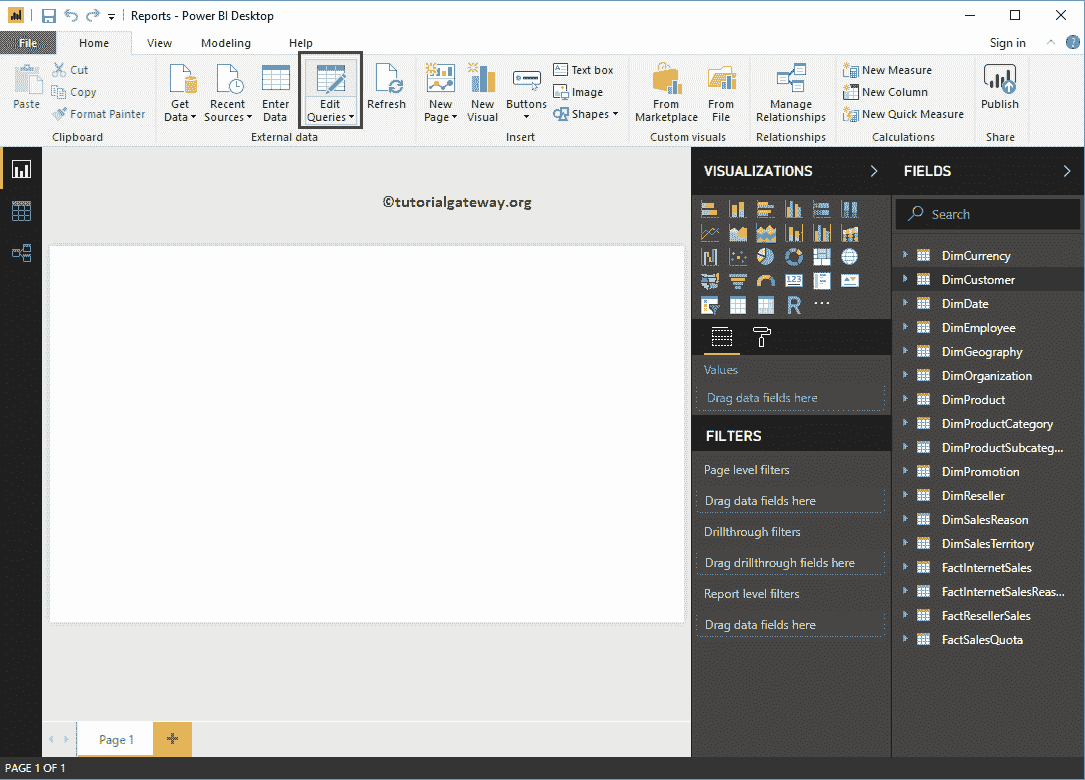 Reports - Power BI Desktop
File Home View Modeling Help Sign in
Paste
Cut
Copy
Format Painter
Clipboard
Get Data
Recent Sources
Enter Data
Edit Queries
Refresh
External data
New Page
New Visual
Buttons
Text box
Image
Shapes
Insert
From Marketplace
From File
Custom visuals
Manage Relationships
Relationships
New Measure
New Column
New Quick Measure
Calculations
Publish
Share
©tutorialgateway.org
VISUALIZATIONS
123
R
...
Values
Drag data fields here
FILTERS
Page level filters
Drag data fields here
Drillthrough filters
Drag drillthrough fields here
Report level filters
Drag data fields here
FIELDS
Search
DimCurrency
DimCustomer
DimDate
DimEmployee
DimGeography
DimOrganization
DimProduct
DimProductCategory
DimProductSubcateg...
DimPromotion
DimReseller
DimSalesReason
DimSalesTerritory
FactInternetSales
FactInternetSalesReas...
FactResellerSales
FactSalesQuota
Page 1
PAGE 1 OF 1